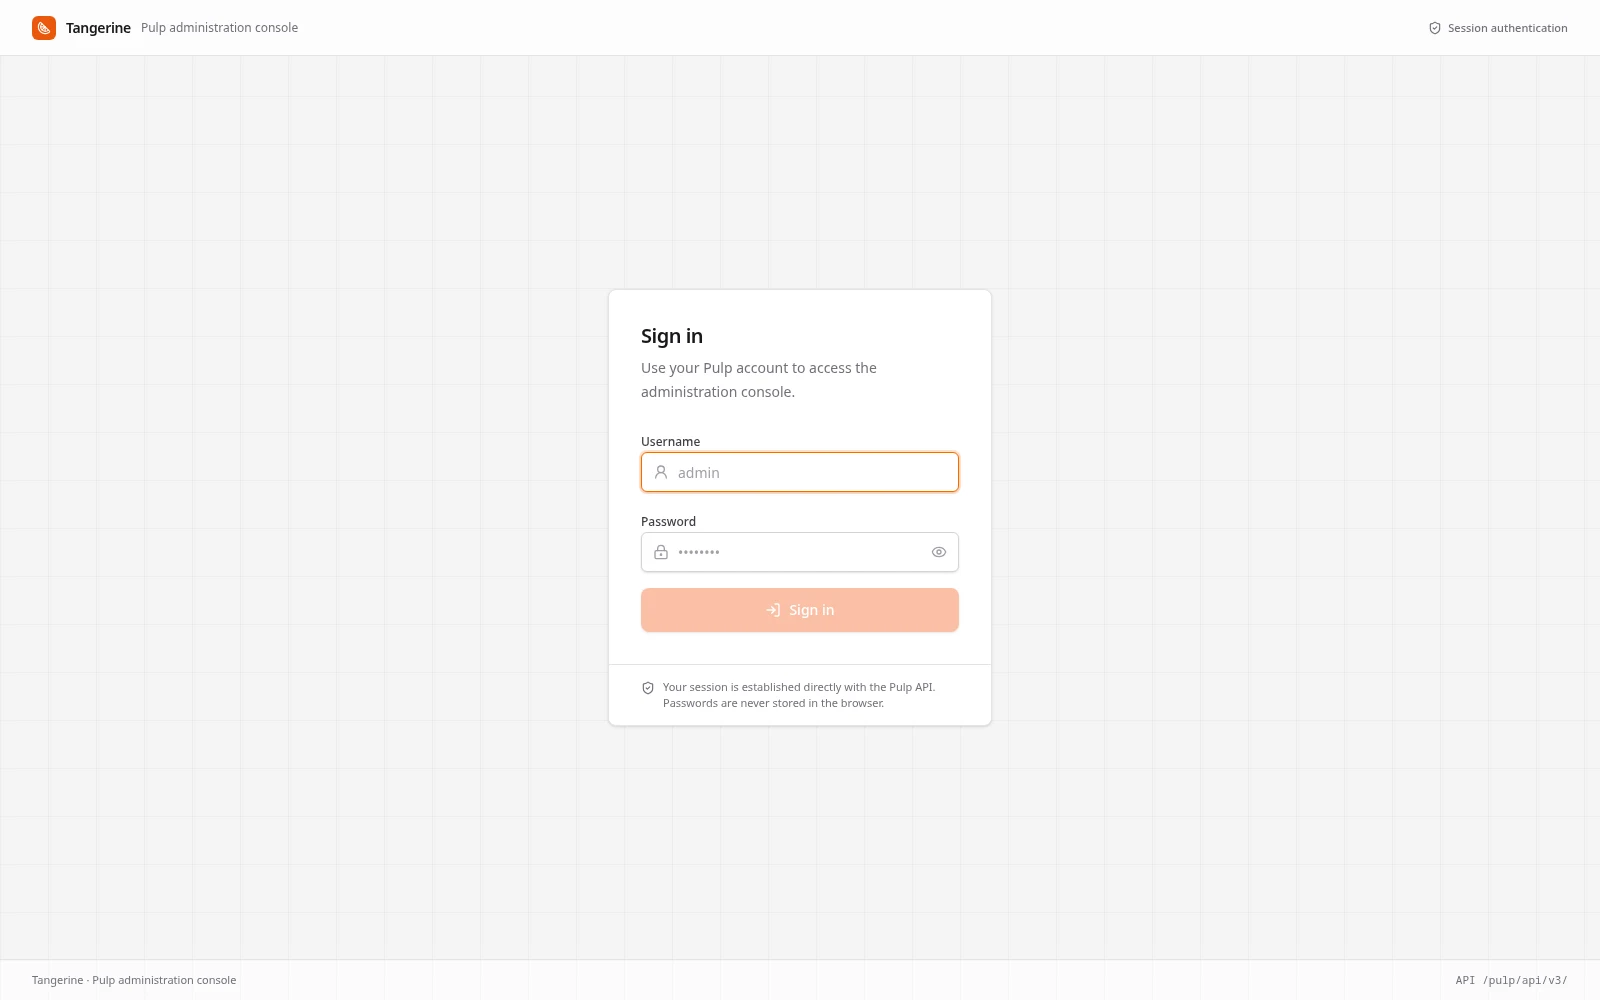 Tangerine Pulp administration console
Session authentication
Sign in
Use your Pulp account to access the
administration console.
Username
admin
Password
••••••••
Sign in
Your session is established directly with the Pulp API.
Passwords are never stored in the browser.
Tangerine · Pulp administration console
API /pulp/api/v3/